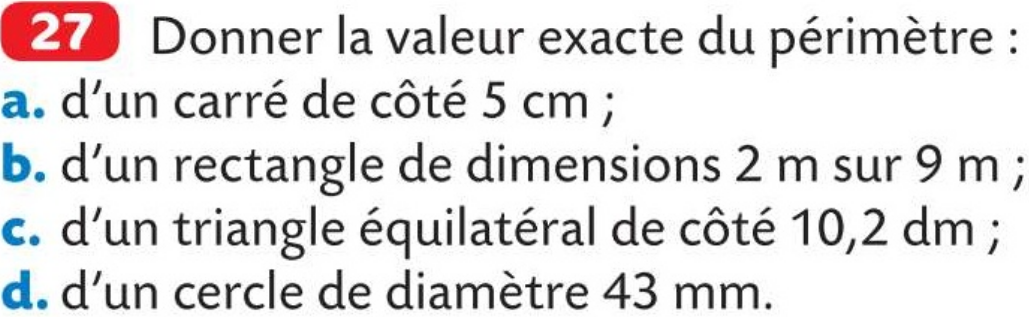 27 Donner la valeur exacte du périmètre :
a. d'un carré de côté 5 cm ;
b. d'un rectangle de dimensions 2 m sur 9 m ;
c. d'un triangle équilatéral de côté 10,2 dm ;
d. d'un cercle de diamètre 43 mm.